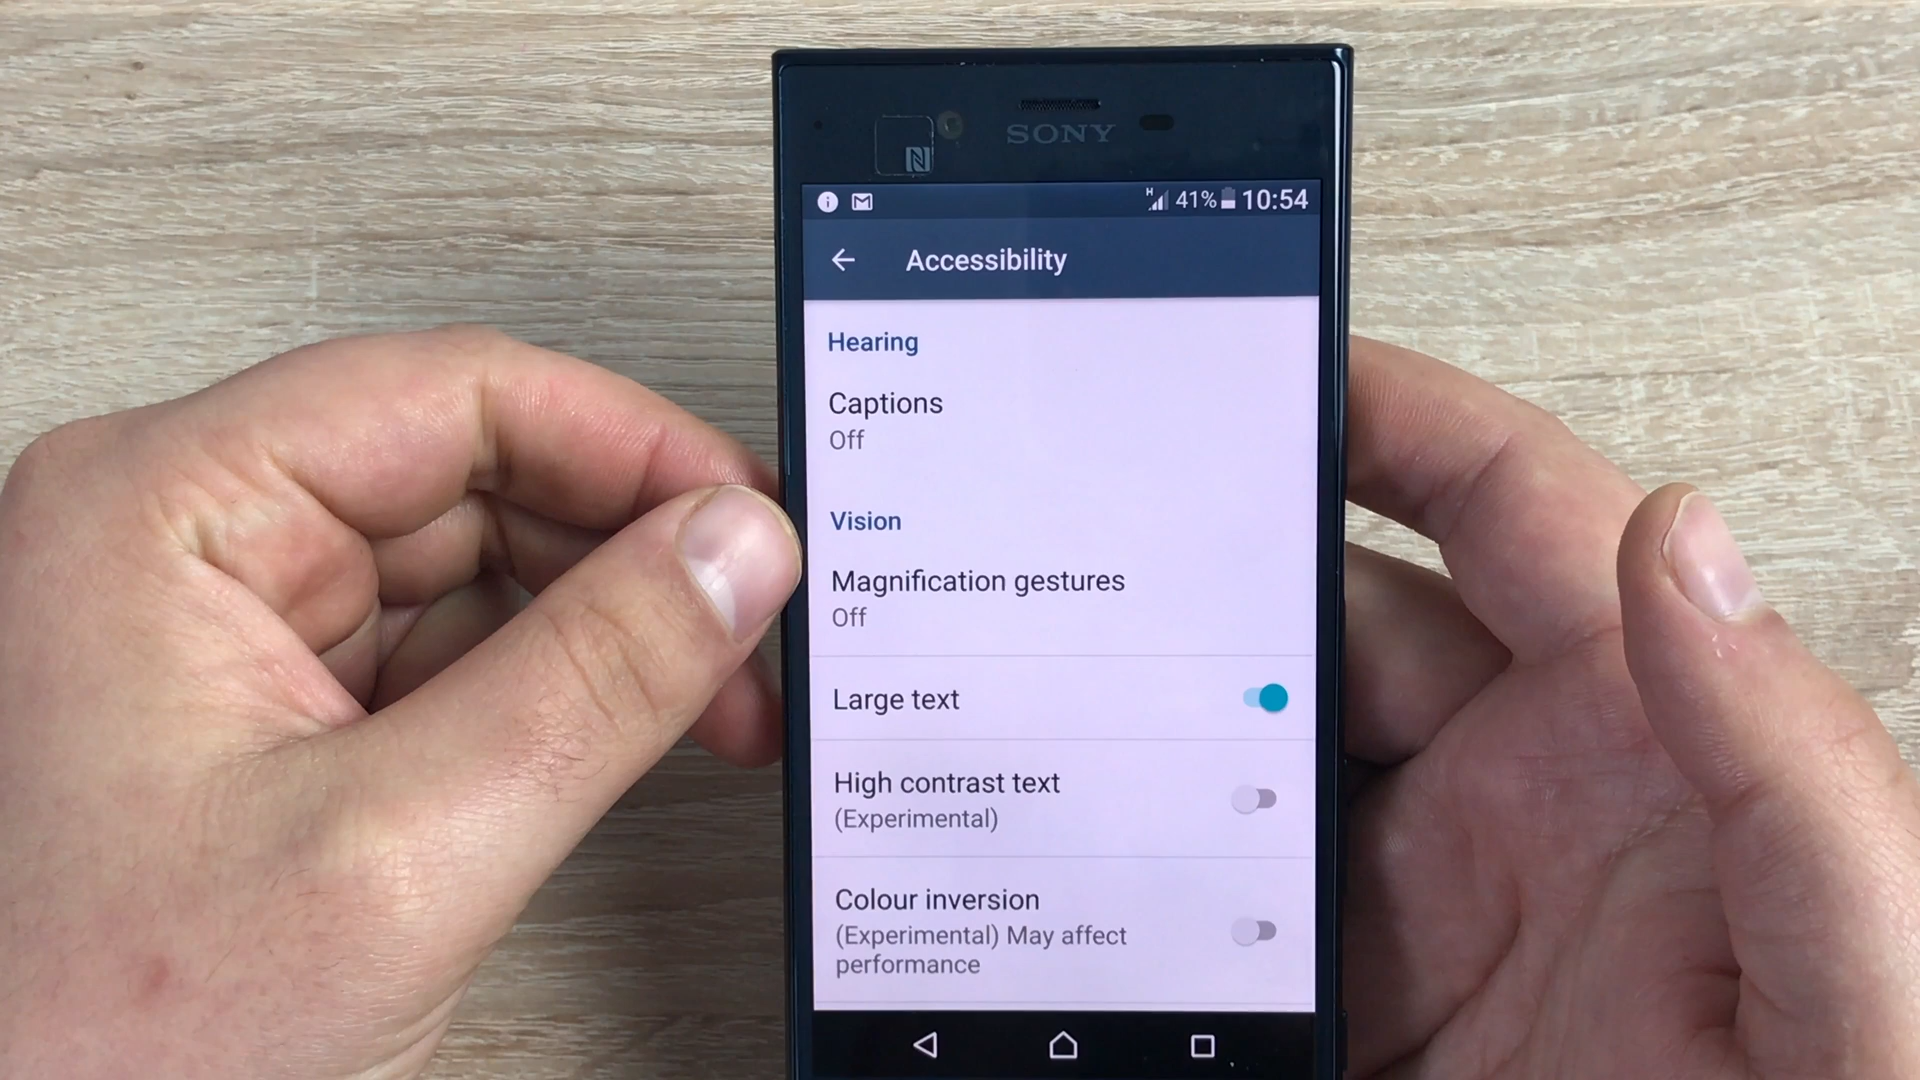 SONY
H 41% 10:54
Accessibility
Hearing
Captions
Off
Vision
Magnification gestures
Off
Large text
High contrast text
(Experimental)
Colour inversion
(Experimental) May affect
performance